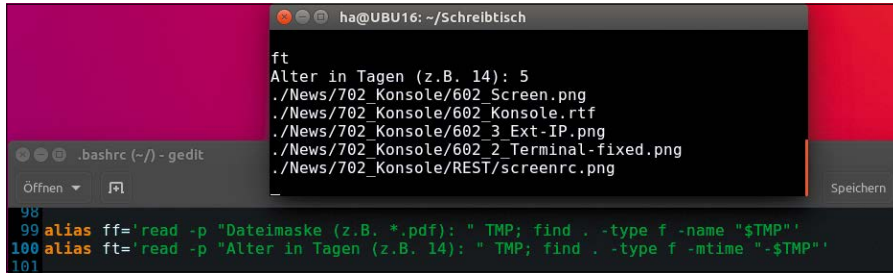 ha@UBU16: ~/Schreibtisch
ft
Alter in Tagen (z.B. 14): 5
./News/702_Konsole/602_Screen.png
./News/702_Konsole/602_Konsole.rtf
./News/702_Konsole/602_3_Ext-IP.png
./News/702_Konsole/602_2_Terminal-fixed.png
./News/702_Konsole/REST/screenrc.png
_
.bashrc (~/) - gedit
Öffnen
Speichern
98
99 alias ff='read -p "Dateimaske (z.B. *.pdf): " TMP; find . -type f -name "$TMP"'
100 alias ft='read -p "Alter in Tagen (z.B. 14): " TMP; find . -type f -mtime "-$TMP"'
101